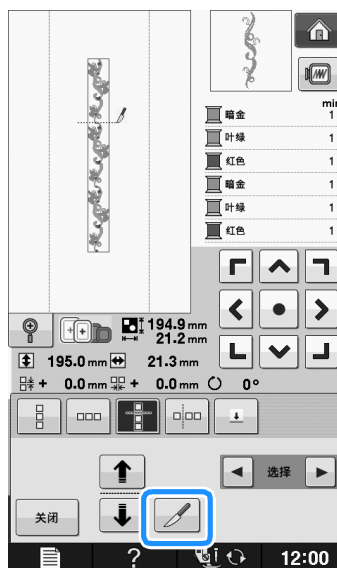 min
暗金 1
叶绿 1
红色 1
暗金 1
叶绿 1
红色 1
194.9 mm
21.2 mm
195.0 mm 21.3 mm
+ 0.0 mm + 0.0 mm 0°
选择
关闭
? 12:00